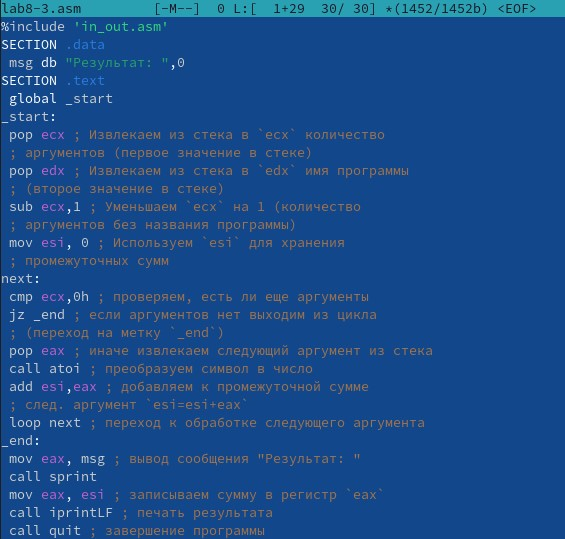 lab8-3.asm [-M--] 0 L:[ 1+29 30/ 30] *(1452/1452b) <EOF>
%include 'in_out.asm'
SECTION .data
msg db "Результат: ",0
SECTION .text
global _start
_start:
pop ecx ; Извлекаем из стека в `ecx` количество
; аргументов (первое значение в стеке)
pop edx ; Извлекаем из стека в `edx` имя программы
; (второе значение в стеке)
sub ecx,1 ; Уменьшаем `ecx` на 1 (количество
; аргументов без названия программы)
mov esi, 0 ; Используем `esi` для хранения
; промежуточных сумм
next:
cmp ecx,0h ; проверяем, есть ли еще аргументы
jz _end ; если аргументов нет выходим из цикла
; (переход на метку `_end`)
pop eax ; иначе извлекаем следующий аргумент из стека
call atoi ; преобразуем символ в число
add esi,eax ; добавляем к промежуточной сумме
; след. аргумент `esi=esi+eax`
loop next ; переход к обработке следующего аргумента
_end:
mov eax, msg ; вывод сообщения "Результат: "
call sprint
mov eax, esi ; записываем сумму в регистр `eax`
call iprintLF ; печать результата
call quit ; завершение программы